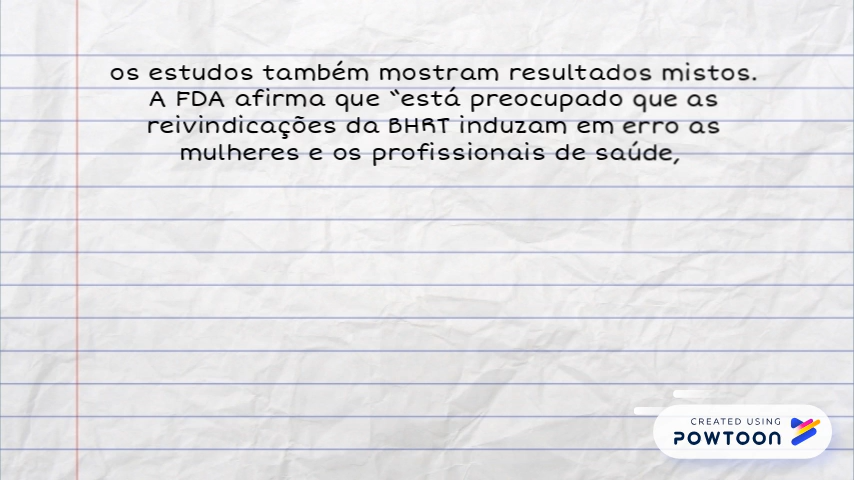 os estudos também mostram resultados mistos.
A FDA afirma que “está preocupado que as
reivindicações da BHRT induzam em erro as
mulheres e os profissionais de saúde,
CREATED USING
POWTOON